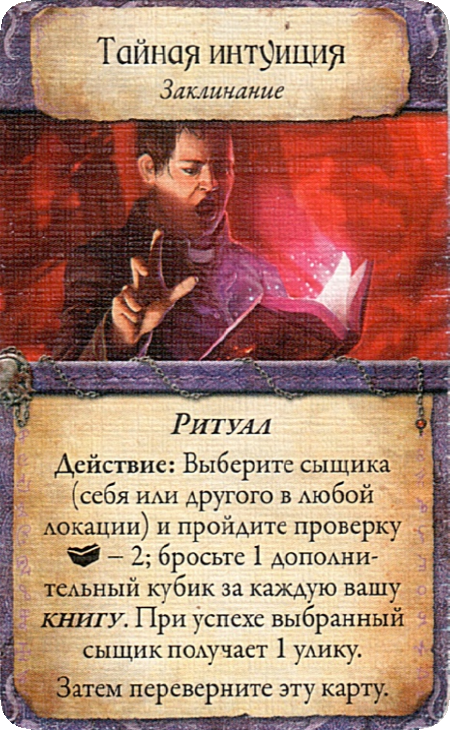 Тайная интуиция
Заклинание
Ритуал
Действие: Выберите сыщика
(себя или другого в любой
локации) и пройдите проверку
– 2; бросьте 1 дополни-
тельный кубик за каждую вашу
КНИГУ. При успехе выбранный
сыщик получает 1 улику.
Затем переверните эту карту.